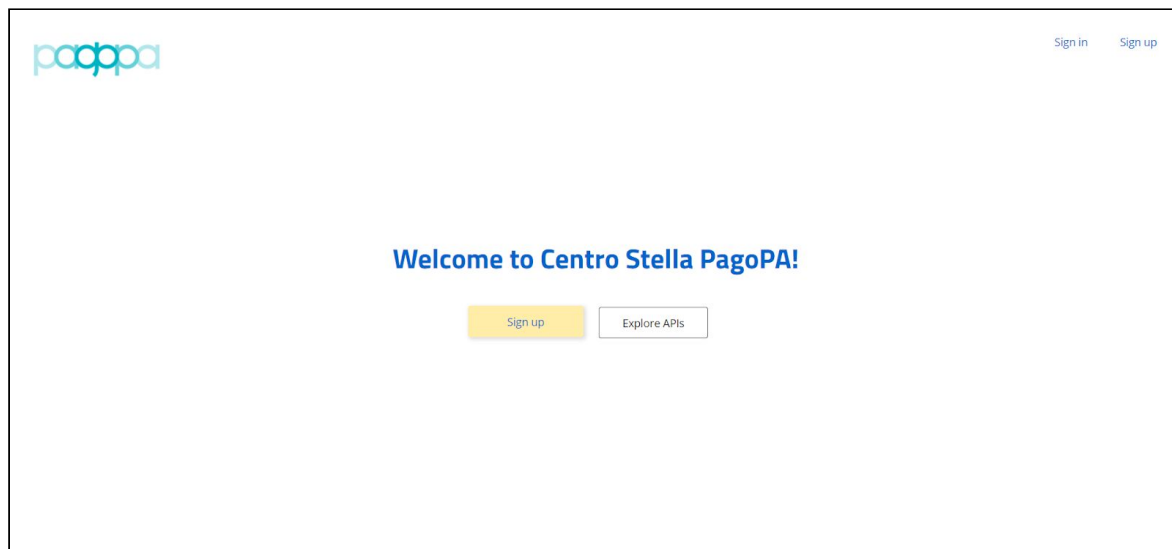 pagopa
Sign in
Sign up
Welcome to Centro Stella PagoPA!
Sign up
Explore APIs